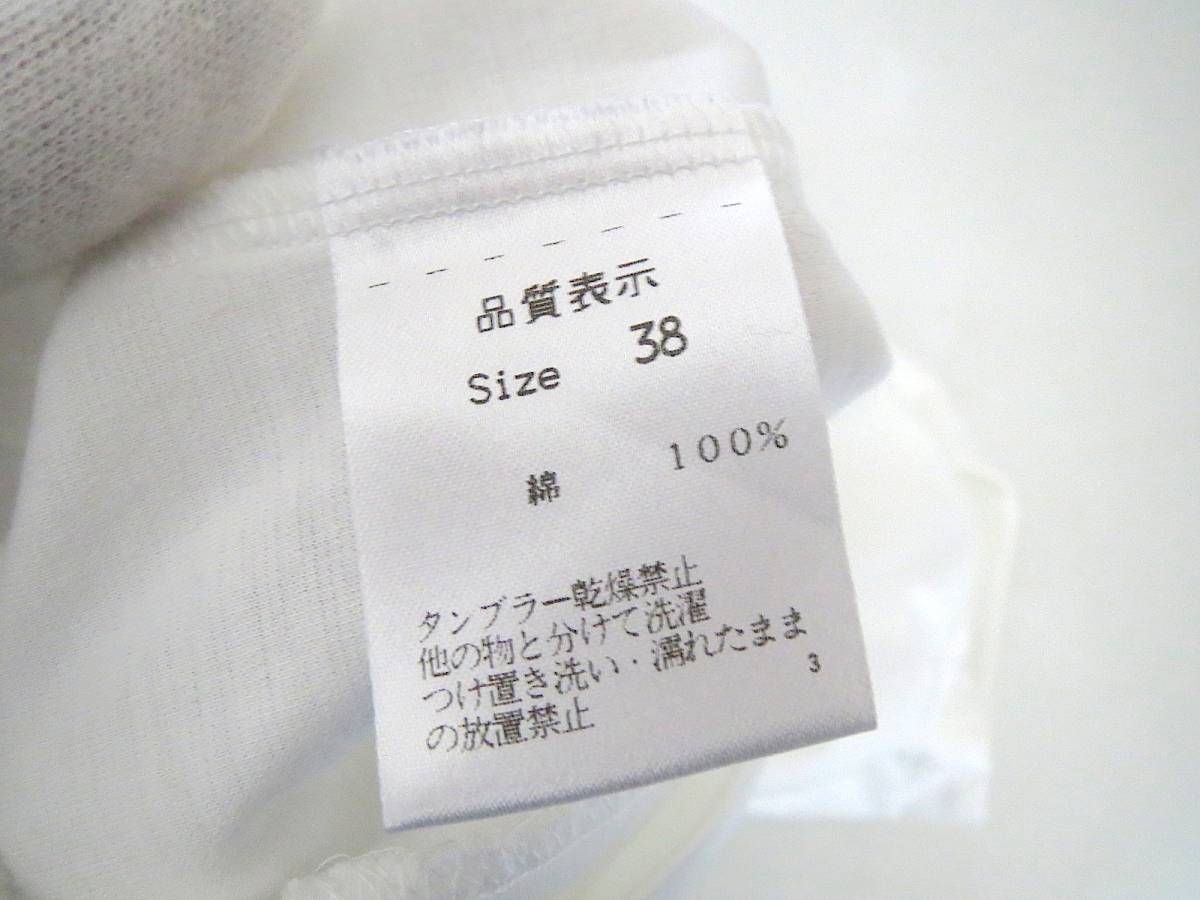 品質表示
Size 38
綿 100%
タンブラー乾燥禁止
他の物と分けて洗濯
つけ置き洗い・濡れたまま
の放置禁止
3